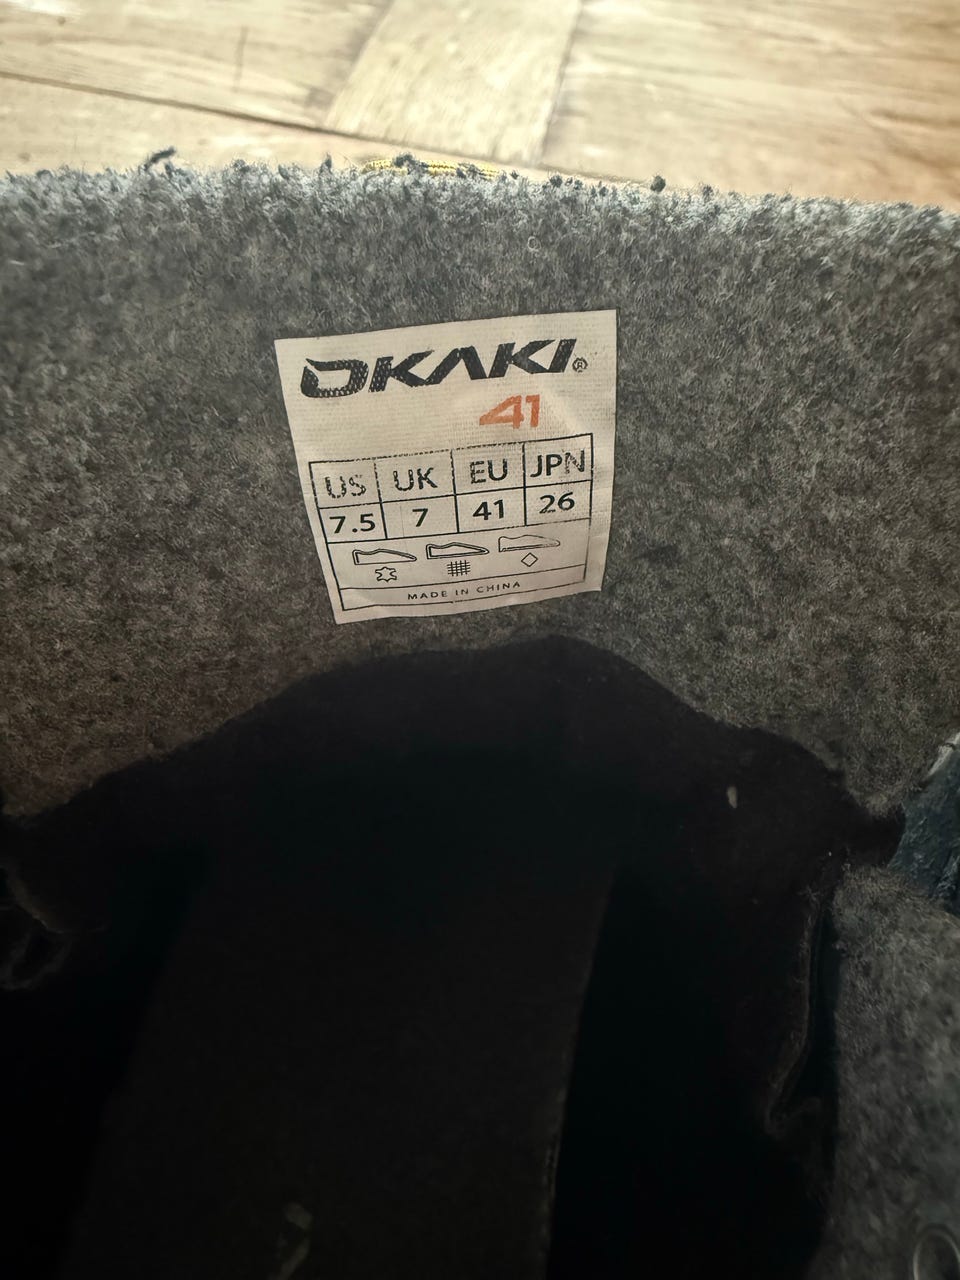 OKAKI®
41
US UK EU JPN
7.5 7 41 26
MADE IN CHINA